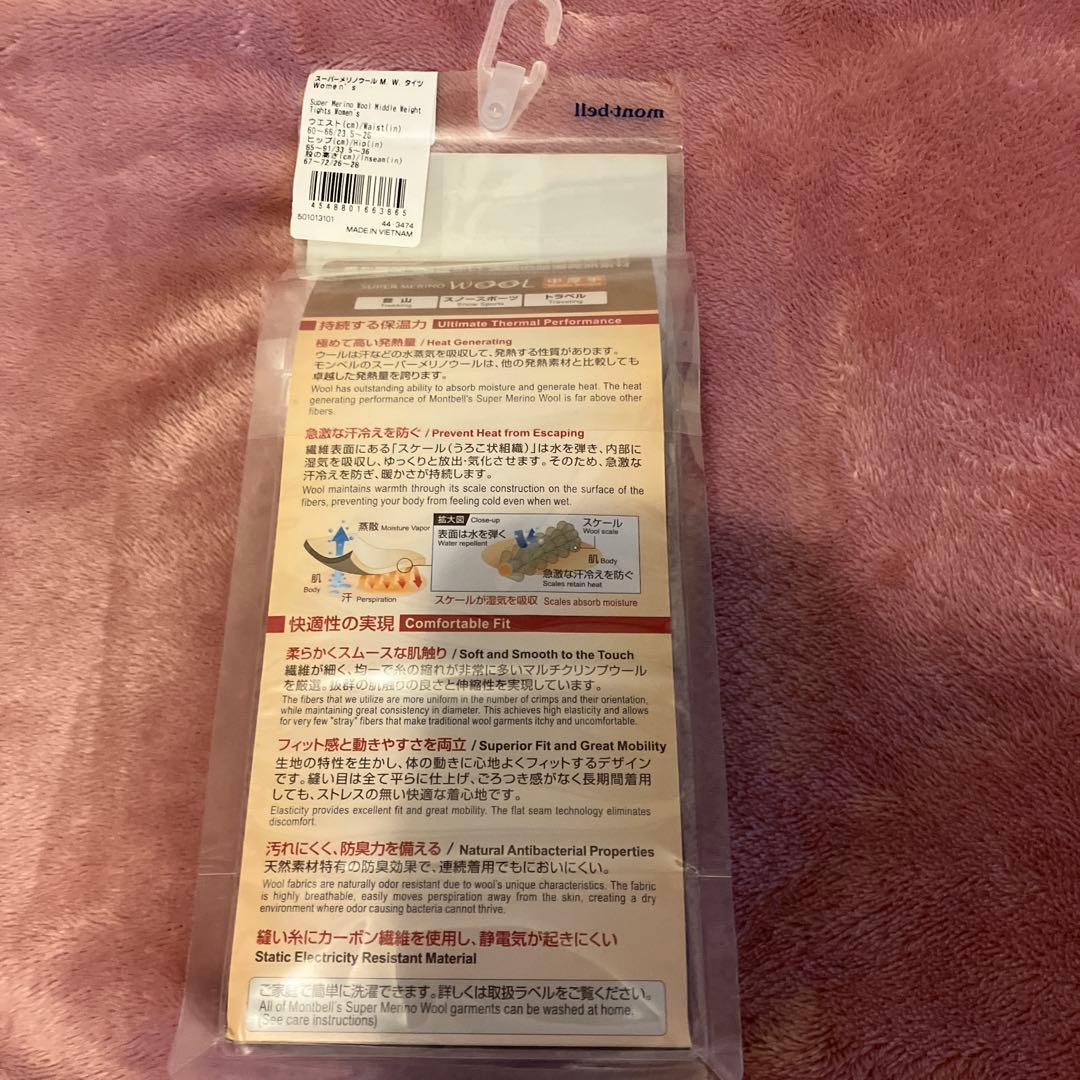 スーパーメリノウール M. W. タイツ
Women's
Super Merino Wool Middle Weight
Tights Women's
ウエスト(cm)/Waist(in)
60〜66/23.5〜26
ヒップ(cm)/Hip(in)
85〜91/33.5〜36
股の高さ(cm)/Inseam(in)
67〜72/26〜28
4548801663865
501013101
44-3474
MADE IN VIETNAM
mont-bell
SUPER MERINO WOOL 中厚手
登山 スノースポーツ トラベル
Trekking Snow Sports Traveling
持続する保温力 Ultimate Thermal Performance
極めて高い発熱量 / Heat Generating
ウールは汗などの水蒸気を吸収して、発熱する性質があります。
モンベルのスーパーメリノウールは、他の発熱素材と比較しても
卓越した発熱量を誇ります。
Wool has outstanding ability to absorb moisture and generate heat. The heat
generating performance of Montbell's Super Merino Wool is far above other
fibers.
急激な汗冷えを防ぐ / Prevent Heat from Escaping
繊維表面にある「スケール(うろこ状組織)」は水を弾き、内部に
湿気を吸収し、ゆっくりと放出・気化させます。そのため、急激な
汗冷えを防ぎ、暖かさが持続します。
Wool maintains warmth through its scale construction on the surface of the
fibers, preventing your body from feeling cold even when wet.
蒸散 Moisture Vapor
肌
Body
汗 Perspiration
拡大図 Close-up
表面は水を弾く
Water repellent
スケール
Wool scale
肌 Body
急激な汗冷えを防ぐ
Scales retain heat
スケールが湿気を吸収 Scales absorb moisture
快適性の実現 Comfortable Fit
柔らかくスムースな肌触り / Soft and Smooth to the Touch
繊維が細く、均一で糸の縮れが非常に多いマルチクリンプウール
を厳選。抜群の肌触りの良さと伸縮性を実現しています。
The fibers that we utilize are more uniform in the number of crimps and their orientation,
while maintaining great consistency in diameter. This achieves high elasticity and allows
for very few "stray" fibers that make traditional wool garments itchy and uncomfortable.
フィット感と動きやすさを両立 / Superior Fit and Great Mobility
生地の特性を生かし、体の動きに心地よくフィットするデザイン
です。縫い目は全て平らに仕上げ、ごろつき感がなく長期間着用
しても、ストレスの無い快適な着心地です。
Elasticity provides excellent fit and great mobility. The flat seam technology eliminates
discomfort.
汚れにくく、防臭力を備える / Natural Antibacterial Properties
天然素材特有の防臭効果で、連続着用でもにおいにくい。
Wool fabrics are naturally odor resistant due to wool's unique characteristics. The fabric
is highly breathable, easily moves perspiration away from the skin, creating a dry
environment where odor causing bacteria cannot thrive.
縫い糸にカーボン繊維を使用し、静電気が起きにくい
Static Electricity Resistant Material
ご家庭で簡単に洗濯できます。詳しくは取扱ラベルをご覧ください。
All of Montbell's Super Merino Wool garments can be washed at home.
(See care instructions)